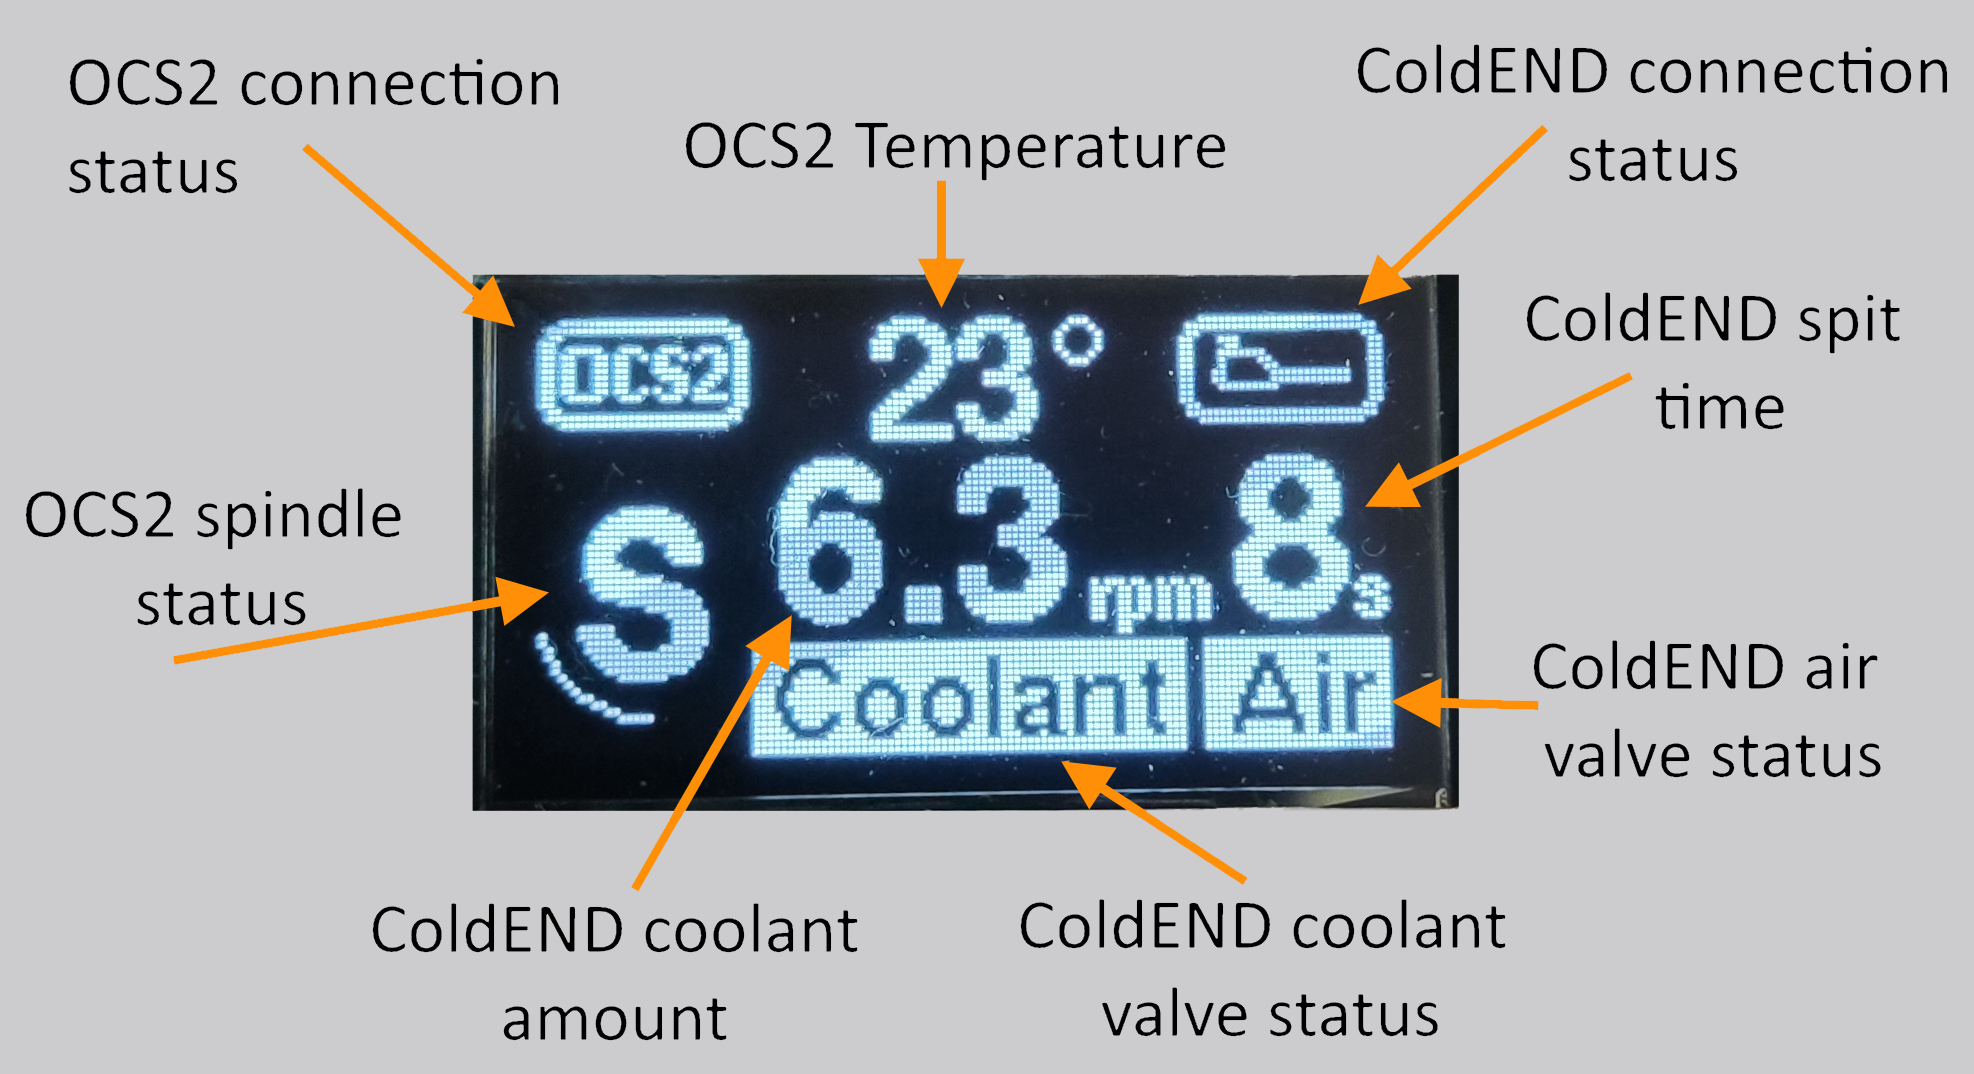 OCS2 connection
status
OCS2 Temperature
ColdEND connection
status
OCS2
23°
ColdEND spit
time
OCS2 spindle
status
S
6.3 rpm
8s
Coolant
Air
ColdEND air
valve status
ColdEND coolant
amount
ColdEND coolant
valve status